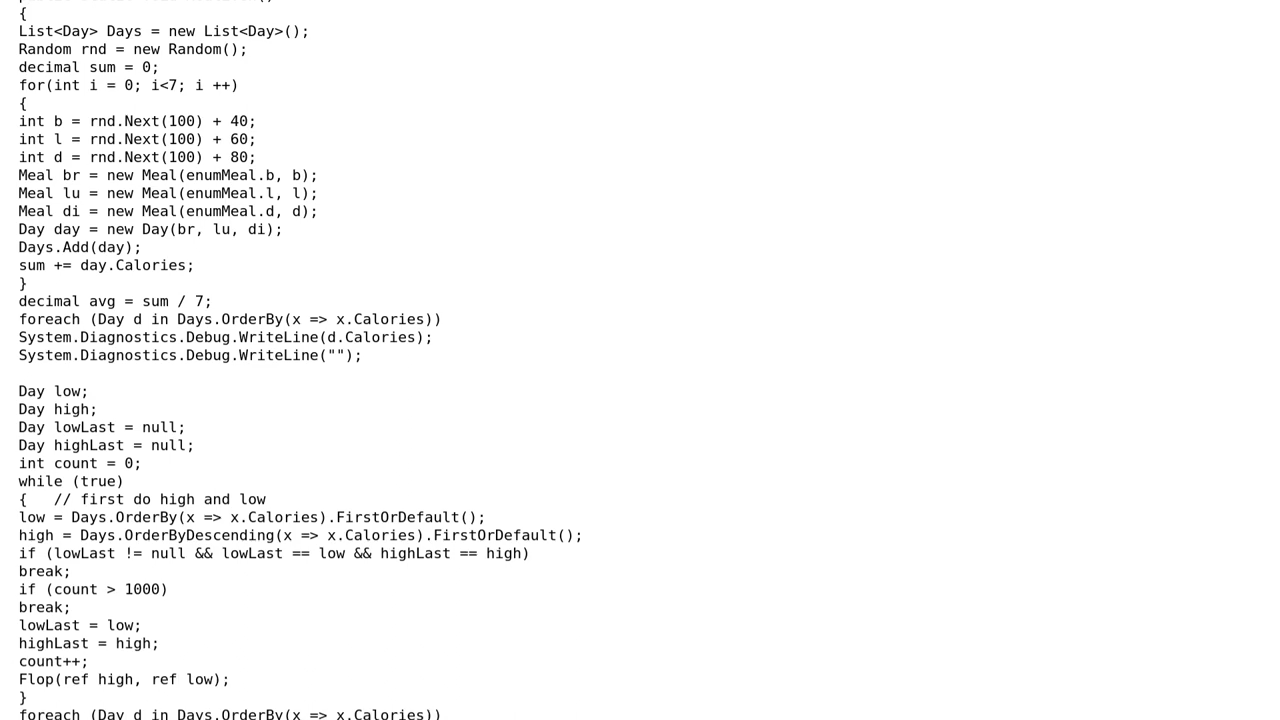 {
List<Day> Days = new List<Day>();
Random rnd = new Random();
decimal sum = 0;
for(int i = 0; i<7; i ++)
{
int b = rnd.Next(100) + 40;
int l = rnd.Next(100) + 60;
int d = rnd.Next(100) + 80;
Meal br = new Meal(enumMeal.b, b);
Meal lu = new Meal(enumMeal.l, l);
Meal di = new Meal(enumMeal.d, d);
Day day = new Day(br, lu, di);
Days.Add(day);
sum += day.Calories;
}
decimal avg = sum / 7;
foreach (Day d in Days.OrderBy(x => x.Calories))
System.Diagnostics.Debug.WriteLine(d.Calories);
System.Diagnostics.Debug.WriteLine("");

Day low;
Day high;
Day lowLast = null;
Day highLast = null;
int count = 0;
while (true)
{   // first do high and low
low = Days.OrderBy(x => x.Calories).FirstOrDefault();
high = Days.OrderByDescending(x => x.Calories).FirstOrDefault();
if (lowLast != null && lowLast == low && highLast == high)
break;
if (count > 1000)
break;
lowLast = low;
highLast = high;
count++;
Flop(ref high, ref low);
}
foreach (Day d in Days.OrderBy(x => x.Calories))